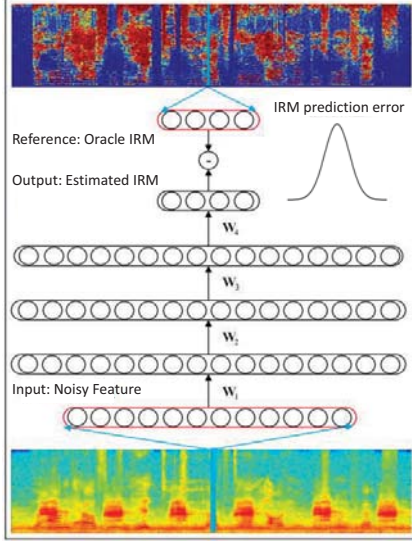 IRM prediction error
Reference: Oracle IRM
-
Output: Estimated IRM
W4
W3
W2
Input: Noisy Feature
W1